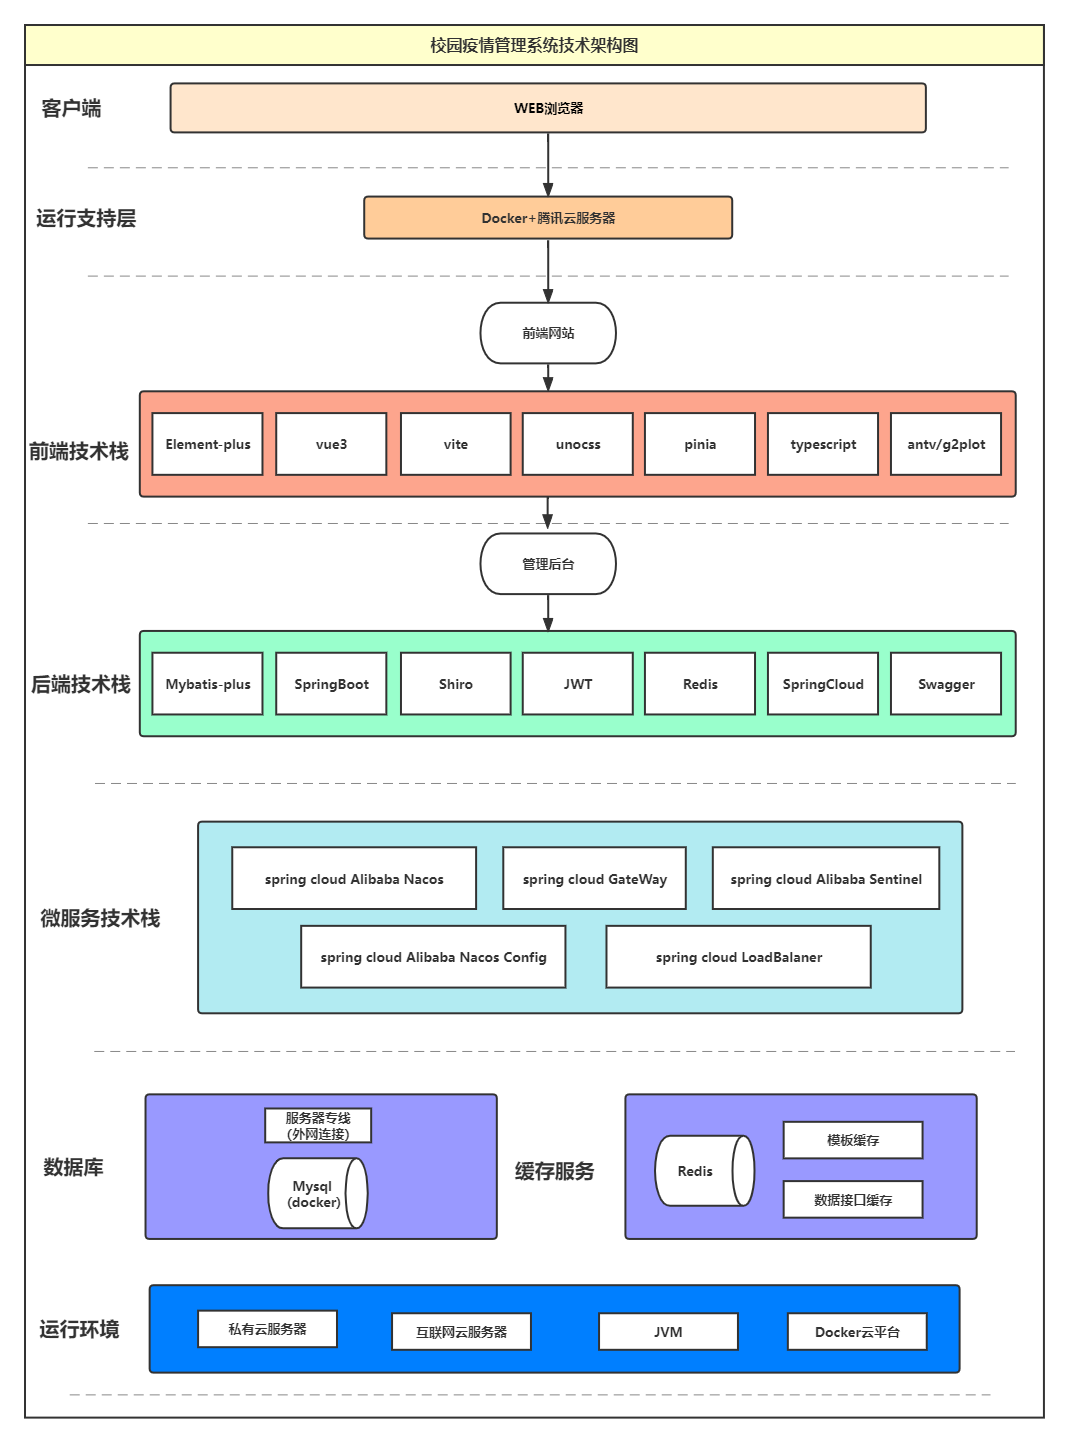 校园疫情管理系统技术架构图
客户端
WEB浏览器
运行支持层
Docker+腾讯云服务器
前端网站
前端技术栈
Element-plus
vue3
vite
unocss
pinia
typescript
antv/g2plot
管理后台
后端技术栈
Mybatis-plus
SpringBoot
Shiro
JWT
Redis
SpringCloud
Swagger
微服务技术栈
spring cloud Alibaba Nacos
spring cloud GateWay
spring cloud Alibaba Sentinel
spring cloud Alibaba Nacos Config
spring cloud LoadBalaner
数据库
服务器专线
(外网连接)
Mysql
(docker)
缓存服务
Redis
模板缓存
数据接口缓存
运行环境
私有云服务器
互联网云服务器
JVM
Docker云平台